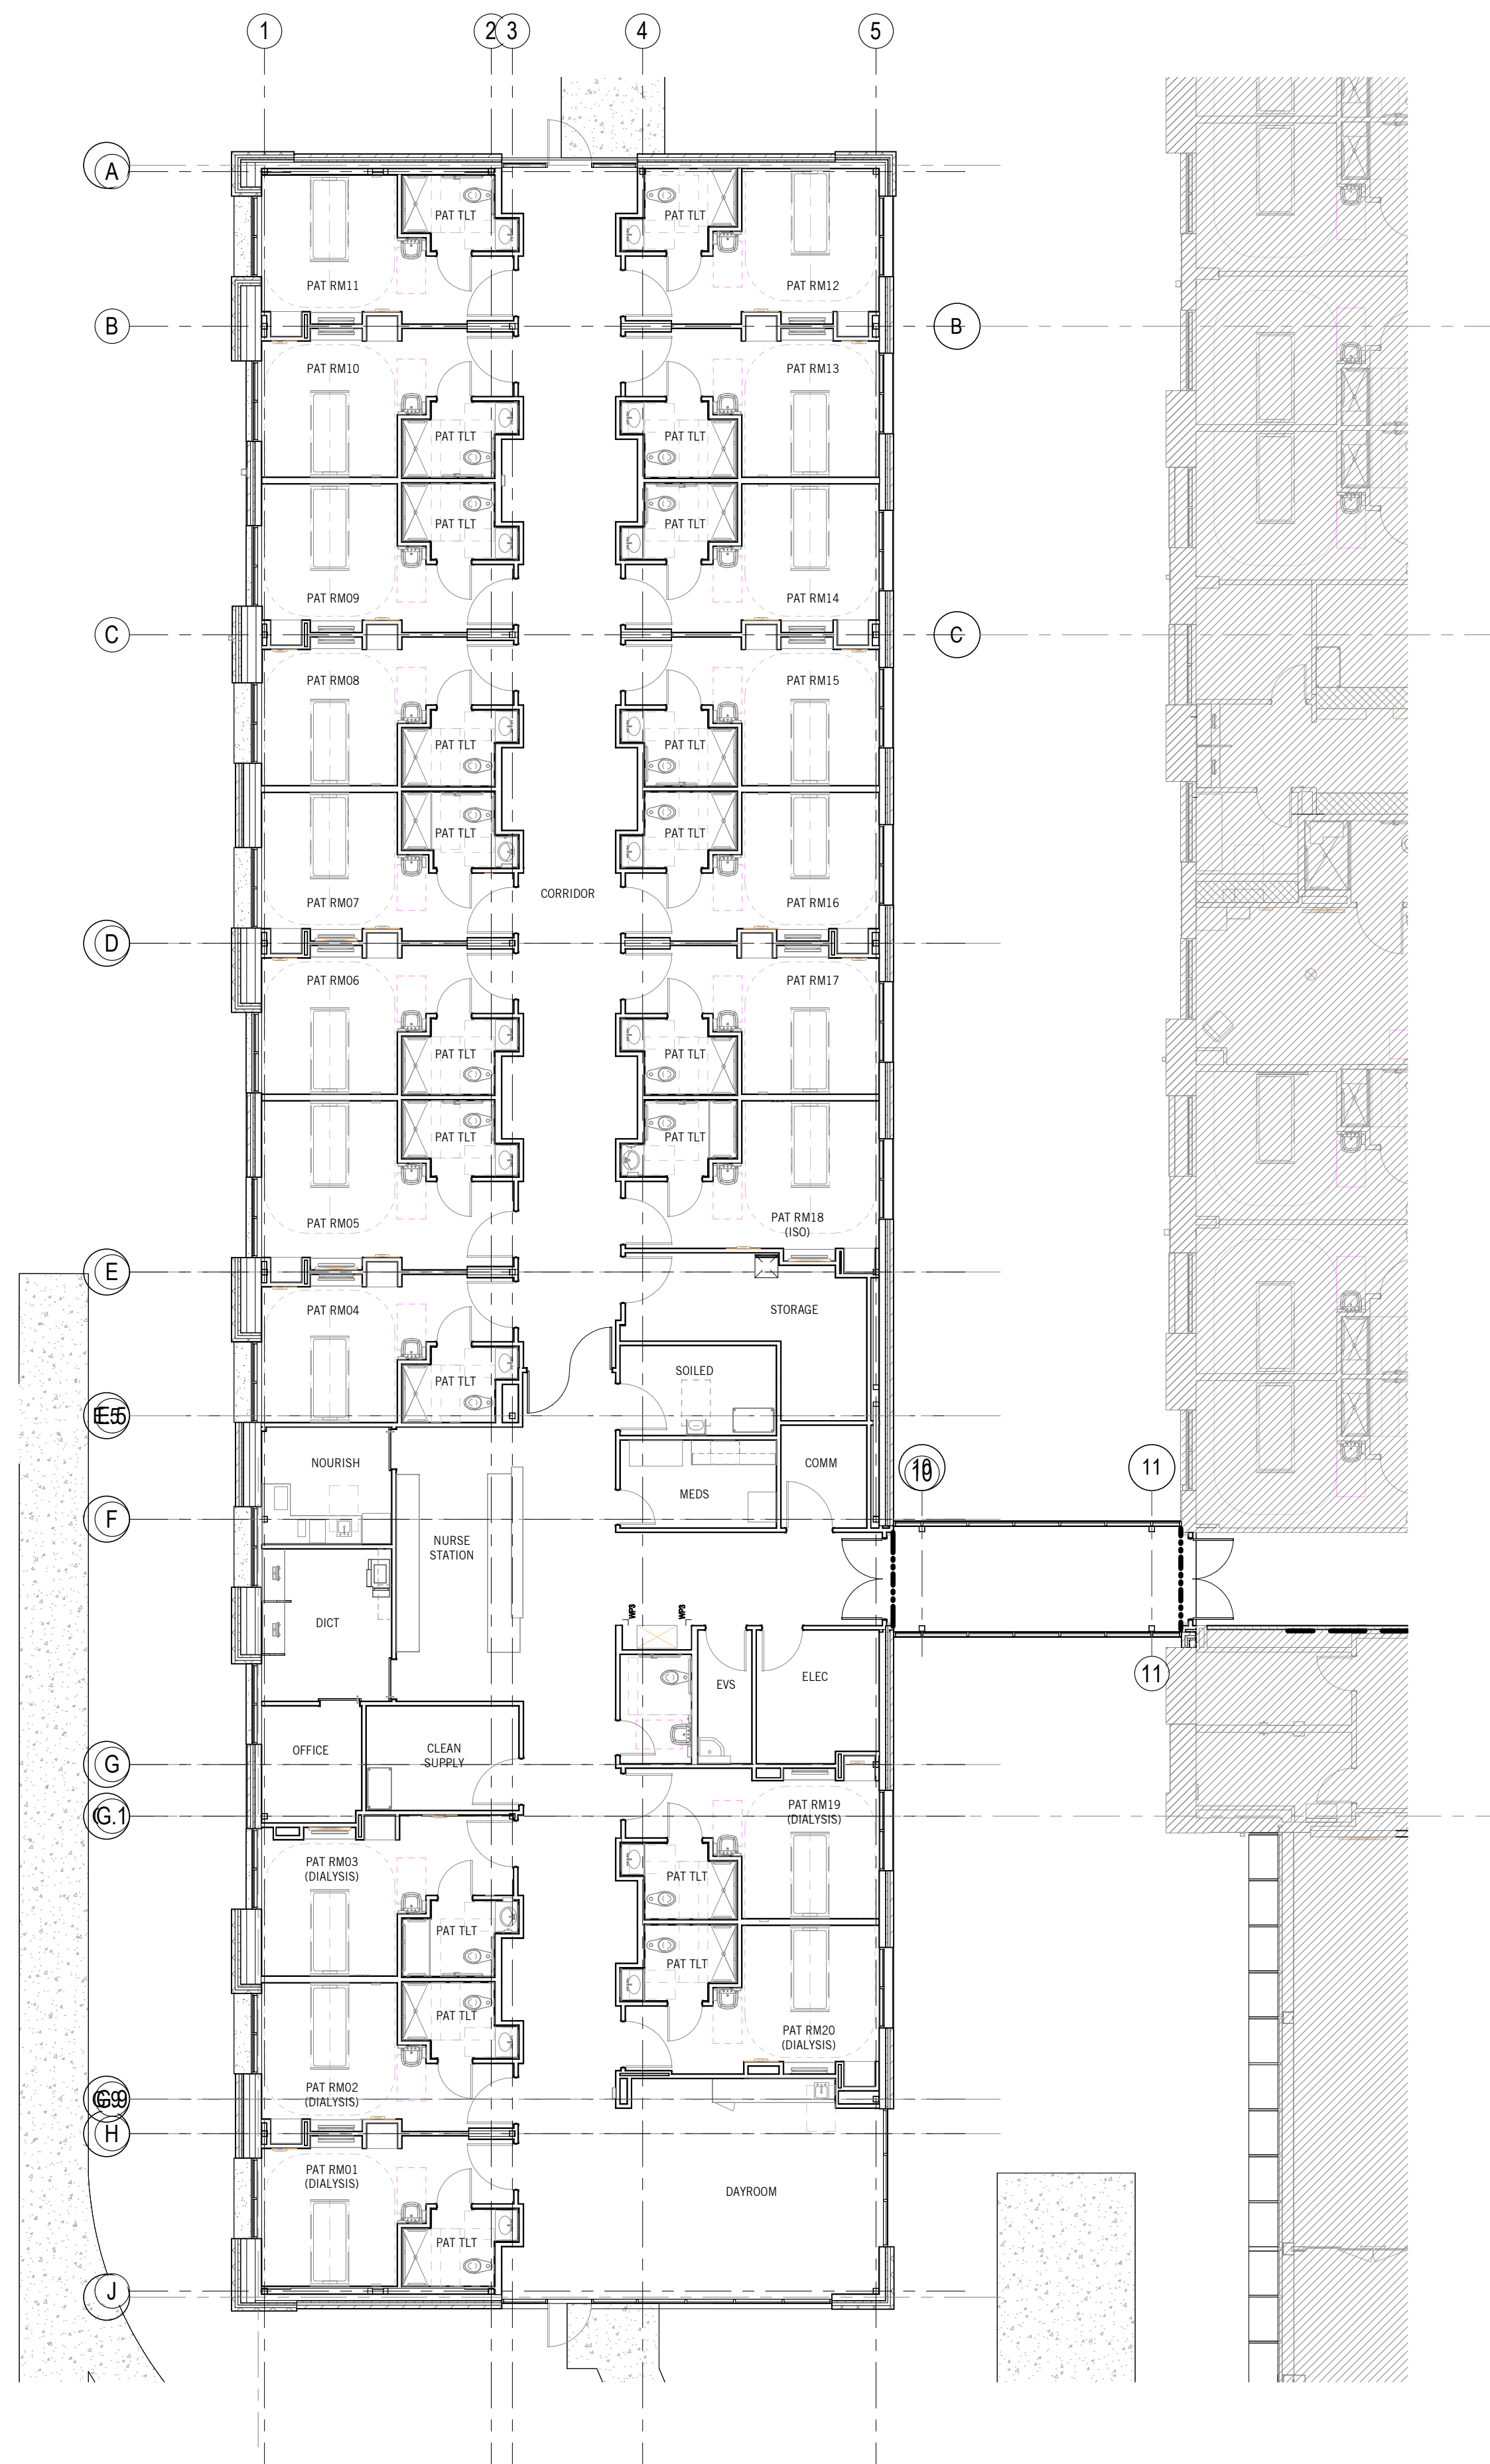 1
2
3
4
5
A
PAT TLT
PAT TLT
PAT RM11
PAT RM12
B
B
PAT RM10
PAT RM13
PAT TLT
PAT TLT
PAT TLT
PAT TLT
PAT RM09
PAT RM14
C
C
PAT RM08
PAT RM15
PAT TLT
PAT TLT
PAT TLT
PAT TLT
CORRIDOR
PAT RM07
PAT RM16
D
PAT RM06
PAT RM17
PAT TLT
PAT TLT
PAT TLT
PAT TLT
PAT RM05
PAT RM18
(ISO)
E
PAT RM04
STORAGE
PAT TLT
SOILED
E.5
NOURISH
COMM
10
11
MEDS
F
NURSE
STATION
DICT
WP3
WP3
EVS
ELEC
11
OFFICE
CLEAN
SUPPLY
G
PAT RM19
(DIALYSIS)
G.1
PAT RM03
(DIALYSIS)
PAT TLT
PAT TLT
PAT TLT
PAT TLT
PAT RM20
(DIALYSIS)
PAT RM02
(DIALYSIS)
G.9
H
PAT RM01
(DIALYSIS)
DAYROOM
PAT TLT
J